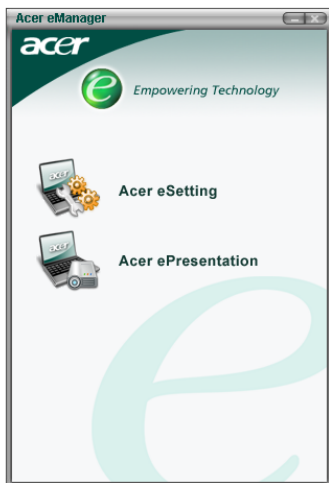 Acer eManager
acer
e Empowering Technology
Acer eSetting
Acer ePresentation